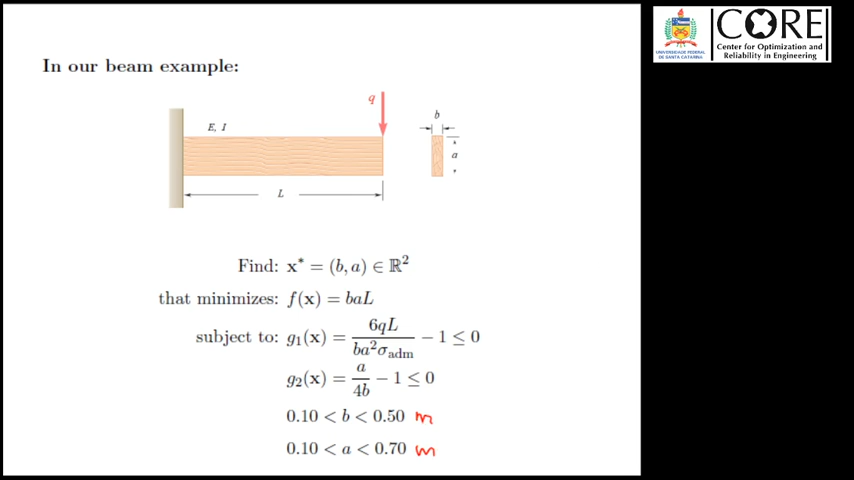 CORE
Center for Optimization and
Reliability in Engineering
UNIVERSIDADE FEDERAL
DE SANTA CATARINA
In our beam example:
q
E, I
b
a
L
Find: x* = (b, a) ∈ ℝ²
that minimizes: f(x) = baL
subject to: g₁(x) = 6qL / ba²σ_adm − 1 ≤ 0
g₂(x) = a / 4b − 1 ≤ 0
0.10 < b < 0.50 m
0.10 < a < 0.70 m